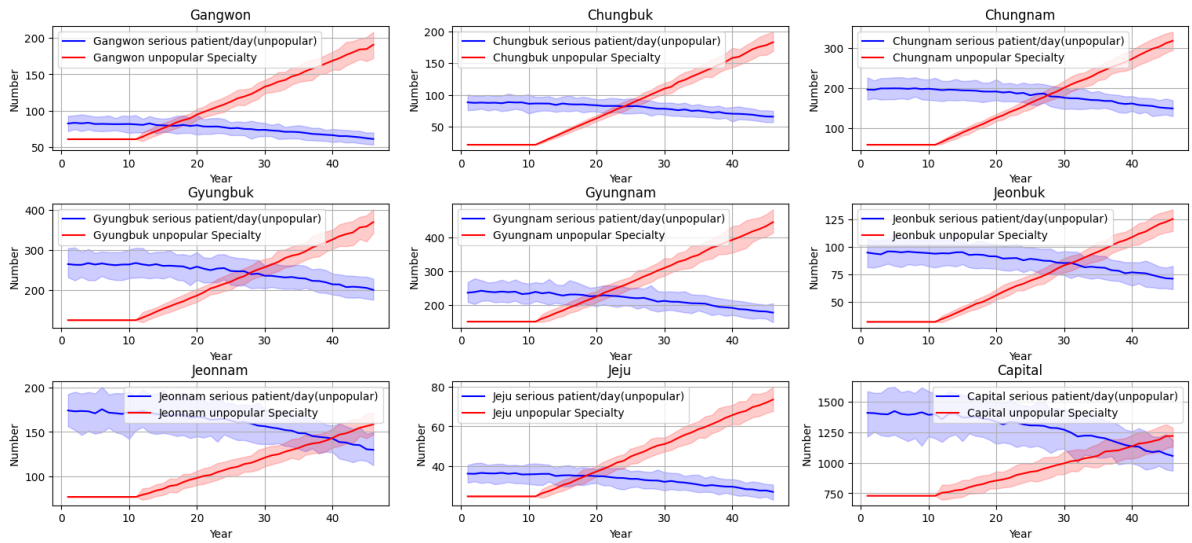 Gangwon
Number
200
150
100
50
Gangwon serious patient/day(unpopular)
Gangwon unpopular Specialty
0 10 20 30 40
Year
Chungbuk
Number
200
150
100
50
Chungbuk serious patient/day(unpopular)
Chungbuk unpopular Specialty
0 10 20 30 40
Year
Chungnam
Number
300
200
100
Chungnam serious patient/day(unpopular)
Chungnam unpopular Specialty
0 10 20 30 40
Year
Gyungbuk
Number
400
300
200
Gyungbuk serious patient/day(unpopular)
Gyungbuk unpopular Specialty
0 10 20 30 40
Year
Gyungnam
Number
400
300
200
Gyungnam serious patient/day(unpopular)
Gyungnam unpopular Specialty
0 10 20 30 40
Year
Jeonbuk
Number
125
100
75
50
Jeonbuk serious patient/day(unpopular)
Jeonbuk unpopular Specialty
0 10 20 30 40
Year
Jeonnam
Number
200
150
100
Jeonnam serious patient/day(unpopular)
Jeonnam unpopular Specialty
0 10 20 30 40
Year
Jeju
Number
80
60
40
Jeju serious patient/day(unpopular)
Jeju unpopular Specialty
0 10 20 30 40
Year
Capital
Number
1500
1250
1000
750
Capital serious patient/day(unpopular)
Capital unpopular Specialty
0 10 20 30 40
Year